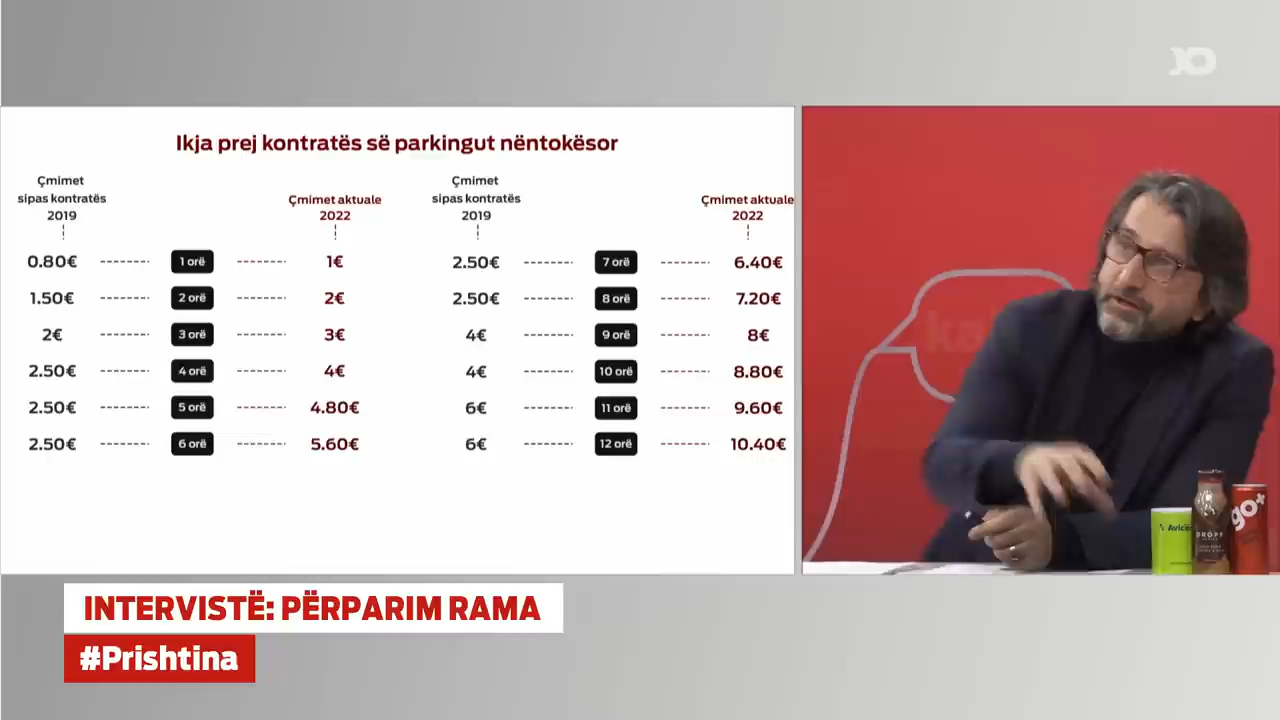 Ikja prej kontratës së parkingut nëntokësor
Çmimet
sipas kontratës
2019
Çmimet aktuale
2022
Çmimet
sipas kontratës
2019
Çmimet aktuale
2022
0.80€ 1 orë 1€ 2.50€ 7 orë 6.40€
1.50€ 2 orë 2€ 2.50€ 8 orë 7.20€
2€ 3 orë 3€ 4€ 9 orë 8€
2.50€ 4 orë 4€ 4€ 10 orë 8.80€
2.50€ 5 orë 4.80€ 6€ 11 orë 9.60€
2.50€ 6 orë 5.60€ 6€ 12 orë 10.40€
go+
DROPP
INTERVISTË: PËRPARIM RAMA
#Prishtina